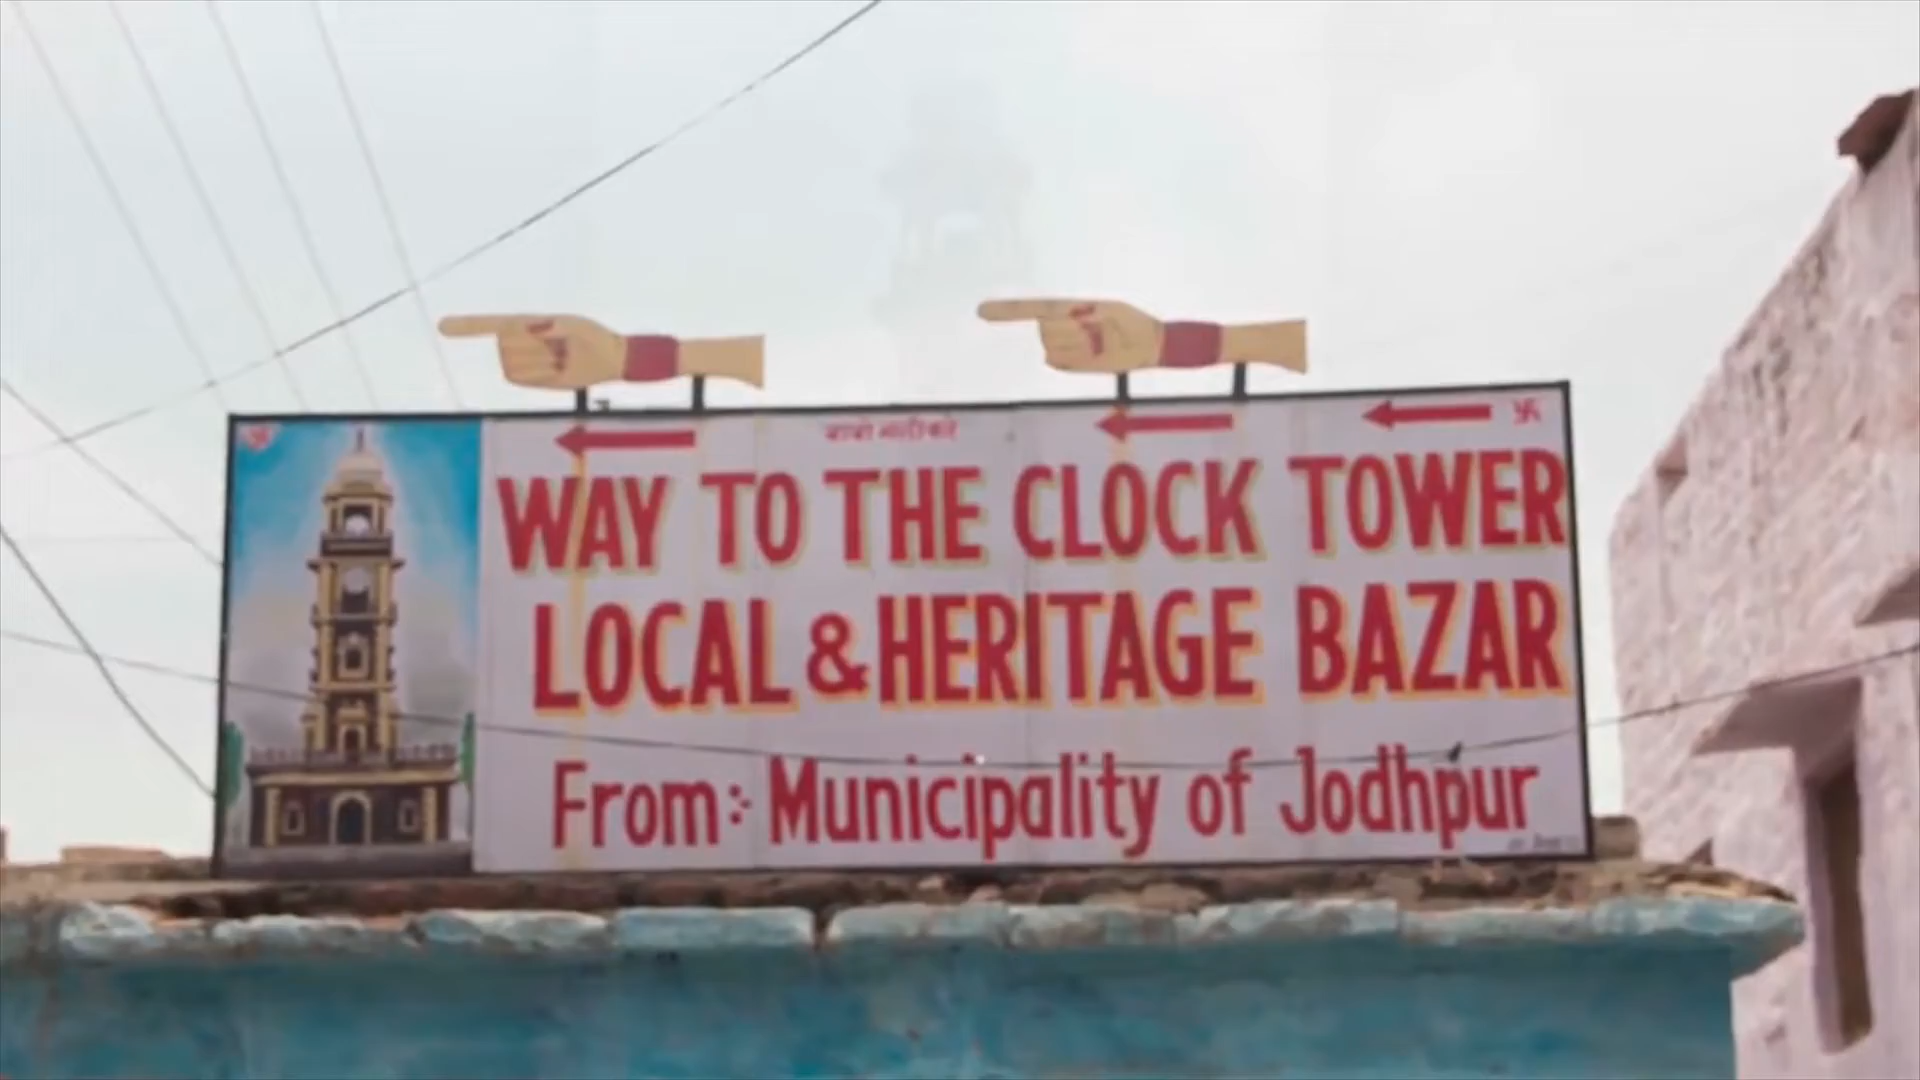 WAY TO THE CLOCK TOWER
LOCAL & HERITAGE BAZAR
From:- Municipality of Jodhpur